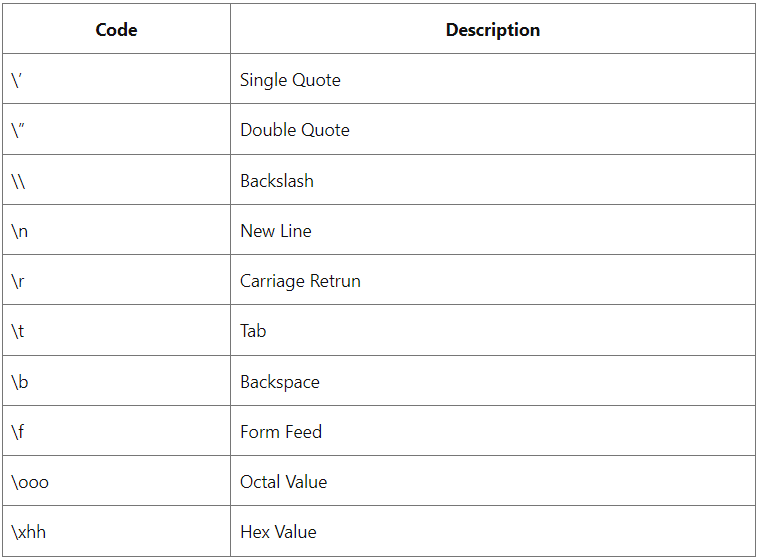 Code Description
\’ Single Quote
\” Double Quote
\\ Backslash
\n New Line
\r Carriage Retrun
\t Tab
\b Backspace
\f Form Feed
\ooo Octal Value
\xhh Hex Value